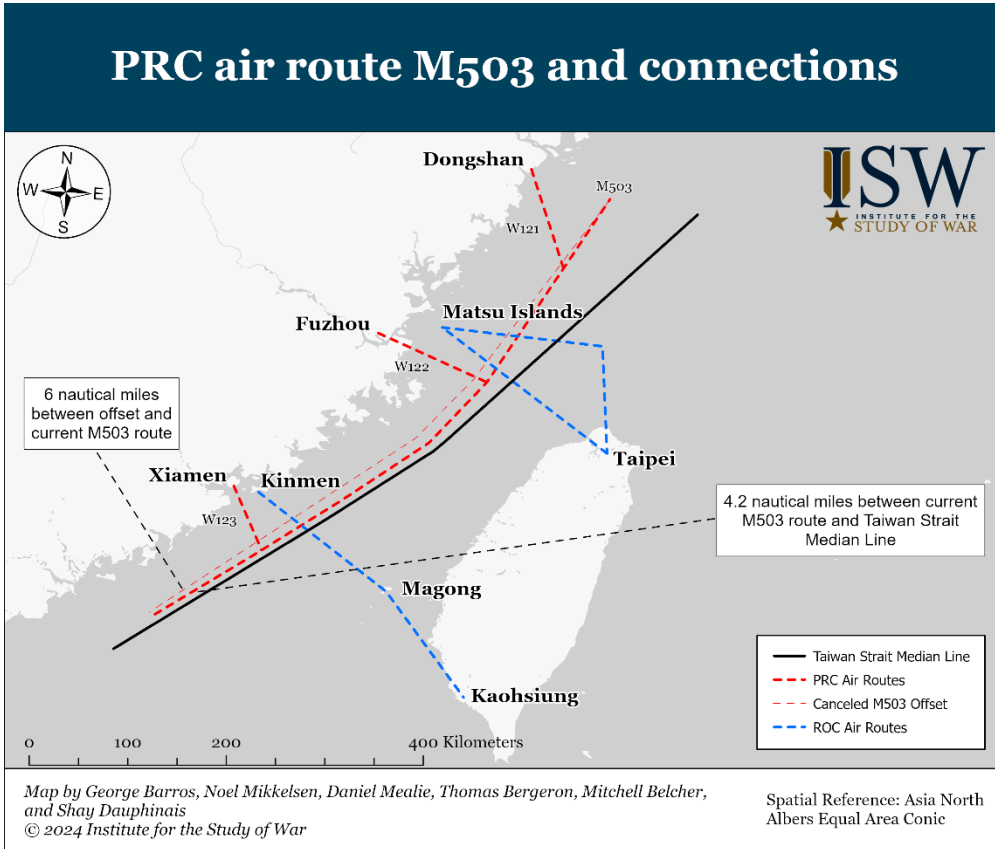 PRC air route M503 and connections
N
W
E
S
ISW
INSTITUTE FOR THE
STUDY OF WAR
Dongshan
M503
W121
Matsu Islands
Fuzhou
W122
6 nautical miles
between offset and
current M503 route
Xiamen
Kinmen
Taipei
W123
4.2 nautical miles between current
M503 route and Taiwan Strait
Median Line
Magong
Kaohsiung
Taiwan Strait Median Line
PRC Air Routes
Canceled M503 Offset
ROC Air Routes
0 100 200 400 Kilometers
Map by George Barros, Noel Mikkelsen, Daniel Mealie, Thomas Bergeron, Mitchell Belcher,
and Shay Dauphinais
© 2024 Institute for the Study of War
Spatial Reference: Asia North
Albers Equal Area Conic